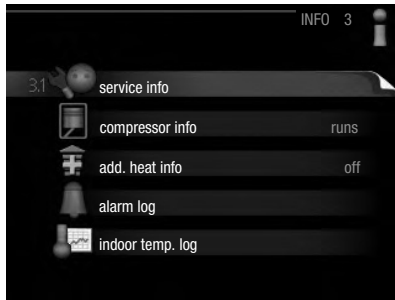 INFO 3
3.1 service info
compressor info runs
add. heat info off
alarm log
indoor temp. log